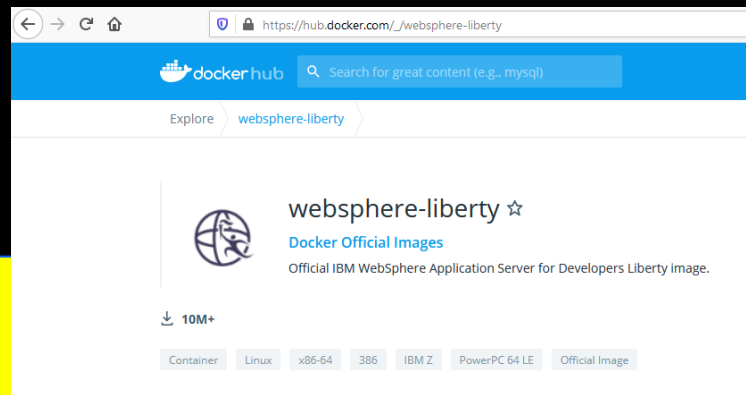 https://hub.docker.com/_/websphere-liberty
dockerhub
Search for great content (e.g., mysql)
Explore websphere-liberty
websphere-liberty
Docker Official Images
Official IBM WebSphere Application Server for Developers Liberty image.
10M+
Container Linux x86-64 386 IBM Z PowerPC 64 LE Official Image